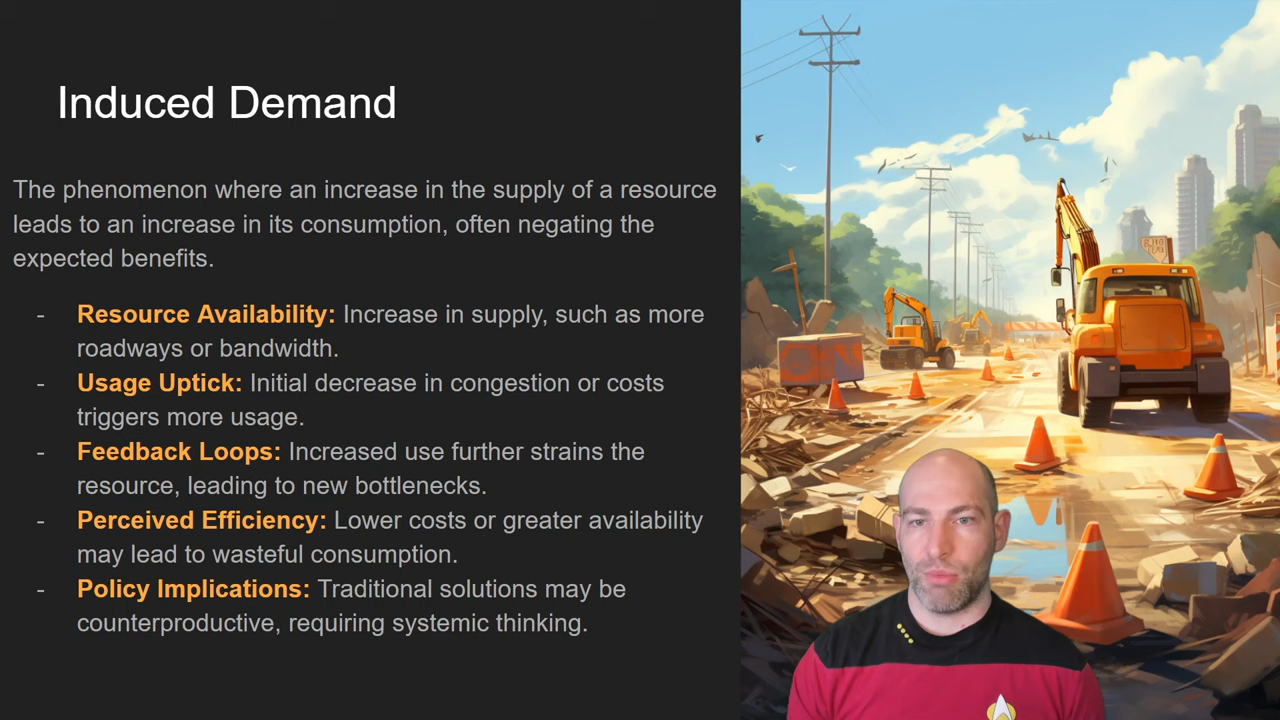 Induced Demand
The phenomenon where an increase in the supply of a resource
leads to an increase in its consumption, often negating the
expected benefits.
- Resource Availability: Increase in supply, such as more
roadways or bandwidth.
- Usage Uptick: Initial decrease in congestion or costs
triggers more usage.
- Feedback Loops: Increased use further strains the
resource, leading to new bottlenecks.
- Perceived Efficiency: Lower costs or greater availability
may lead to wasteful consumption.
- Policy Implications: Traditional solutions may be
counterproductive, requiring systemic thinking.